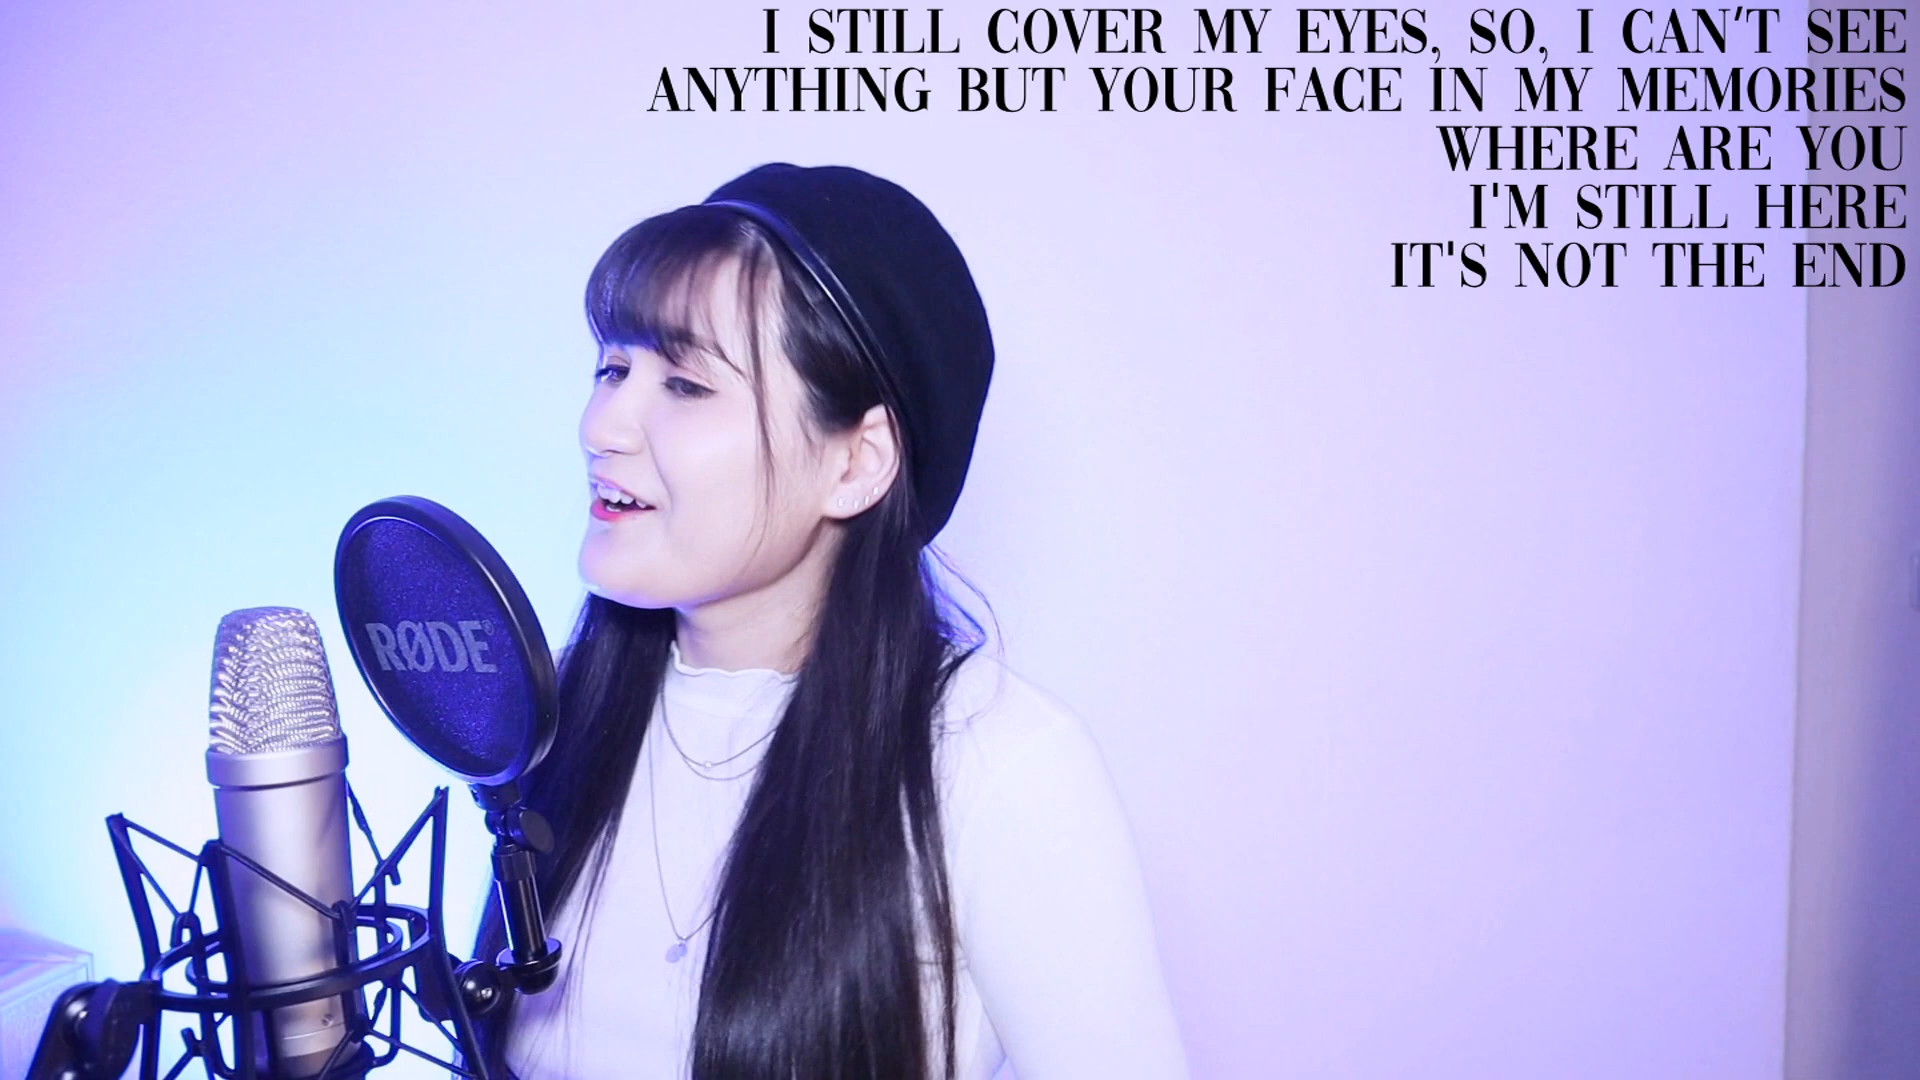 I STILL COVER MY EYES, SO, I CAN'T SEE
ANYTHING BUT YOUR FACE IN MY MEMORIES
WHERE ARE YOU
I'M STILL HERE
IT'S NOT THE END
RØDE®